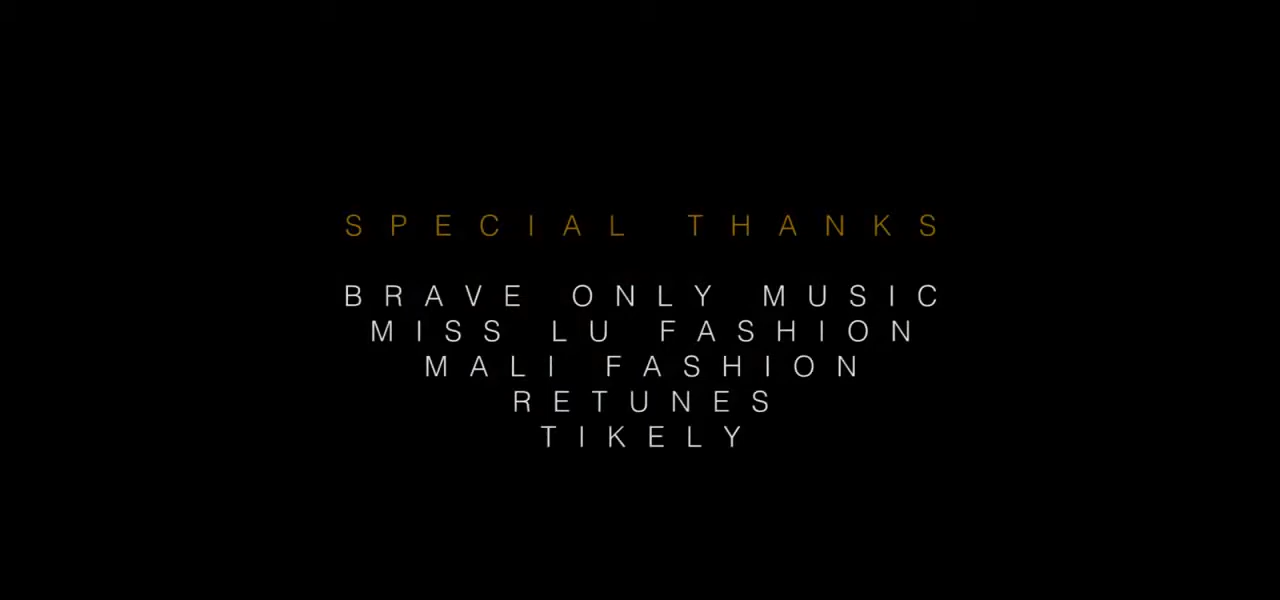 SPECIAL THANKS
BRAVE ONLY MUSIC
MISS LU FASHION
MALI FASHION
RETUNES
TIKELY